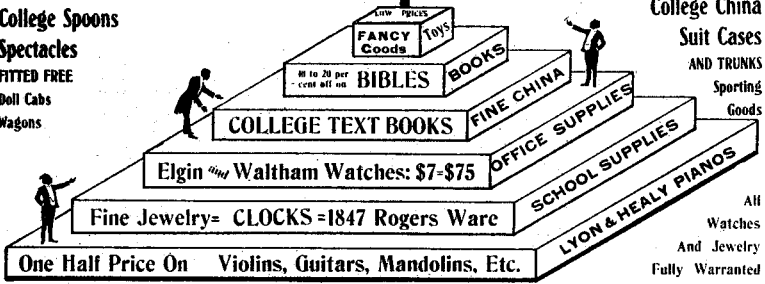 College Spoons
Spectacles
FITTED FREE
Doll Cabs
Wagons
LOW PRICES
FANCY Toys
Goods
10 to 20 per
cent off on BIBLES BOOKS
COLLEGE TEXT BOOKS FINE CHINA
Elgin and Waltham Watches: $7=$75 OFFICE SUPPLIES
Fine Jewelry= CLOCKS =1847 Rogers Ware SCHOOL SUPPLIES
One Half Price On Violins, Guitars, Mandolins, Etc. LYON & HEALY PIANOS
College China
Suit Cases
AND TRUNKS
Sporting
Goods
All
Watches
And Jewelry
Fully Warranted